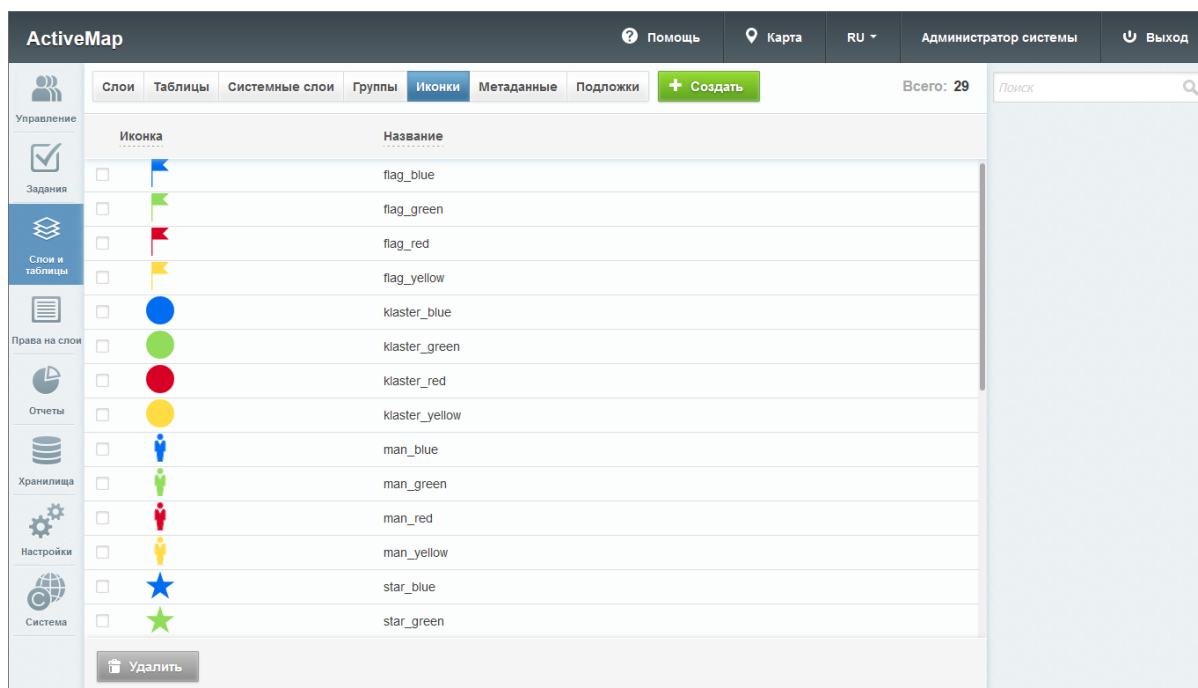 ActiveMap
Помощь
Карта
RU
Администратор системы
Выход
Управление
Задания
Слои и
таблицы
Права на слои
Отчеты
Хранилища
Настройки
Система
Слои Таблицы Системные слои Группы Иконки Метаданные Подложки
Создать
Всего: 29
Поиск
Иконка Название
flag_blue
flag_green
flag_red
flag_yellow
klaster_blue
klaster_green
klaster_red
klaster_yellow
man_blue
man_green
man_red
man_yellow
star_blue
star_green
Удалить